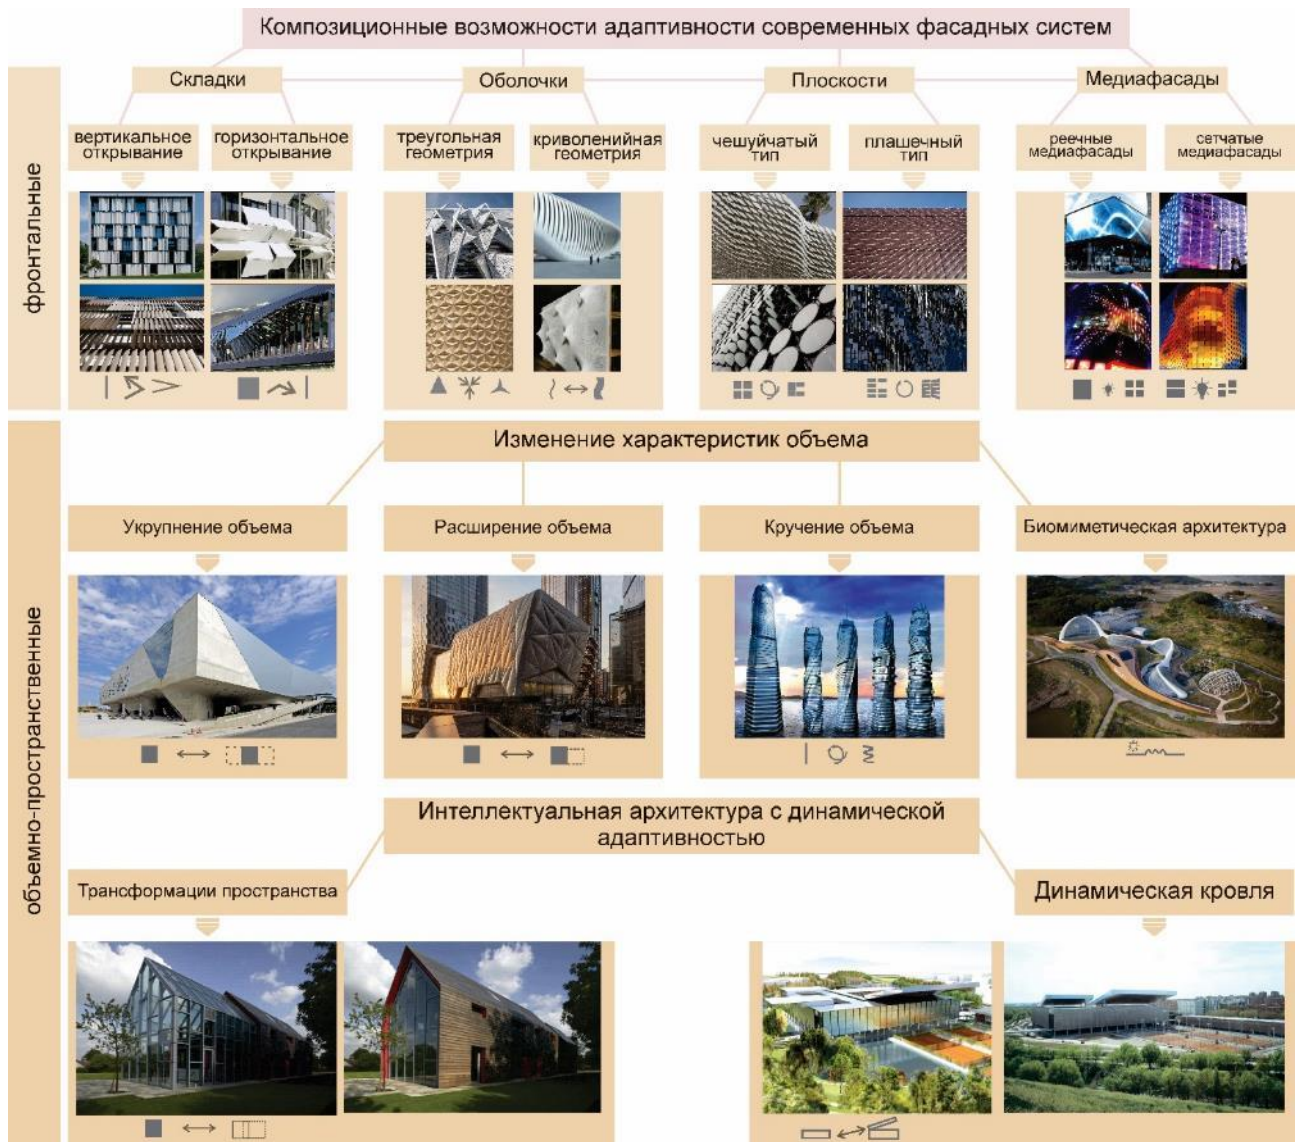 Композиционные возможности адаптивности современных фасадных систем
Складки
Оболочки
Плоскости
Медиафасады
вертикальное
открывание
горизонтальное
открывание
треугольная
геометрия
криволенийная
геометрия
чешуйчатый
тип
плашечный
тип
реечные
медиафасады
сетчатые
медиафасады
фронтальные
Изменение характеристик объема
Укрупнение объема
Расширение объема
Кручение объема
Биомиметическая архитектура
объемно-пространственные
Интеллектуальная архитектура с динамической
адаптивностью
Трансформации пространства
Динамическая кровля